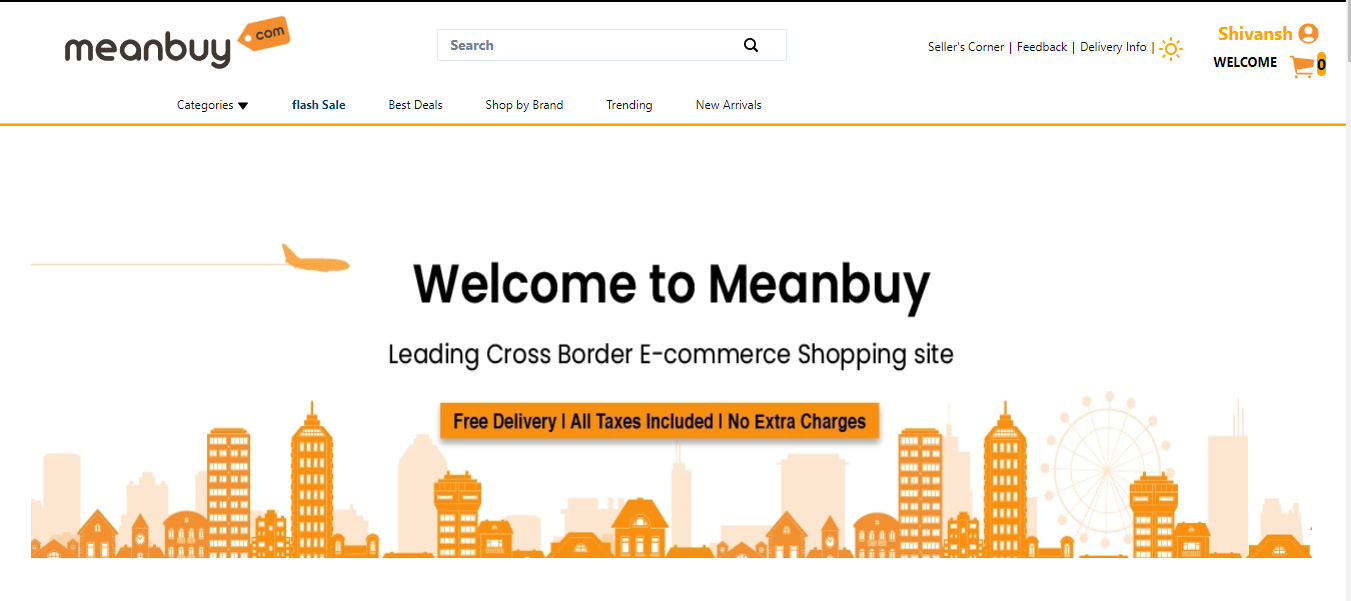 meanbuy .com
Search
Seller's Corner | Feedback | Delivery Info |
Shivansh
WELCOME
0
Categories flash Sale Best Deals Shop by Brand Trending New Arrivals
Welcome to Meanbuy
Leading Cross Border E-commerce Shopping site
Free Delivery | All Taxes Included | No Extra Charges